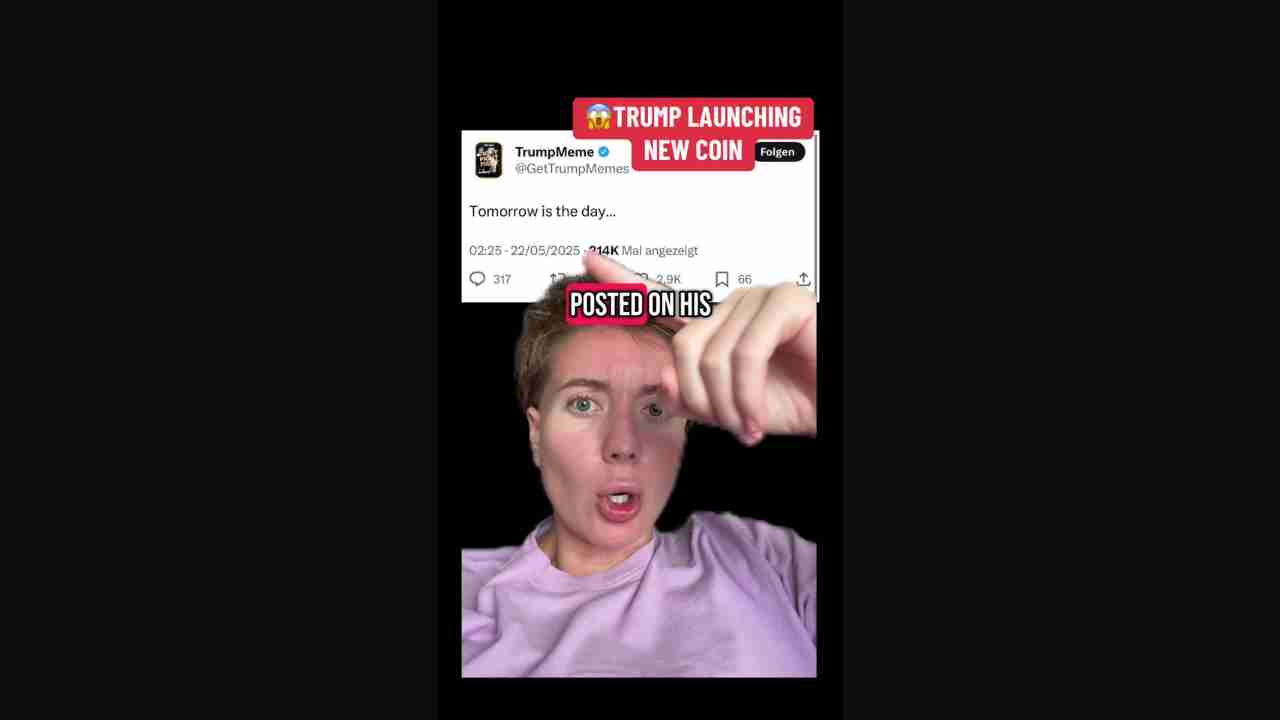 😱TRUMP LAUNCHING
NEW COIN
TrumpMeme
Folgen
@GetTrumpMemes
Tomorrow is the day...
02:25 · 22/05/2025 · 214K Mal angezeigt
317
2.9K
66
POSTED ON HIS